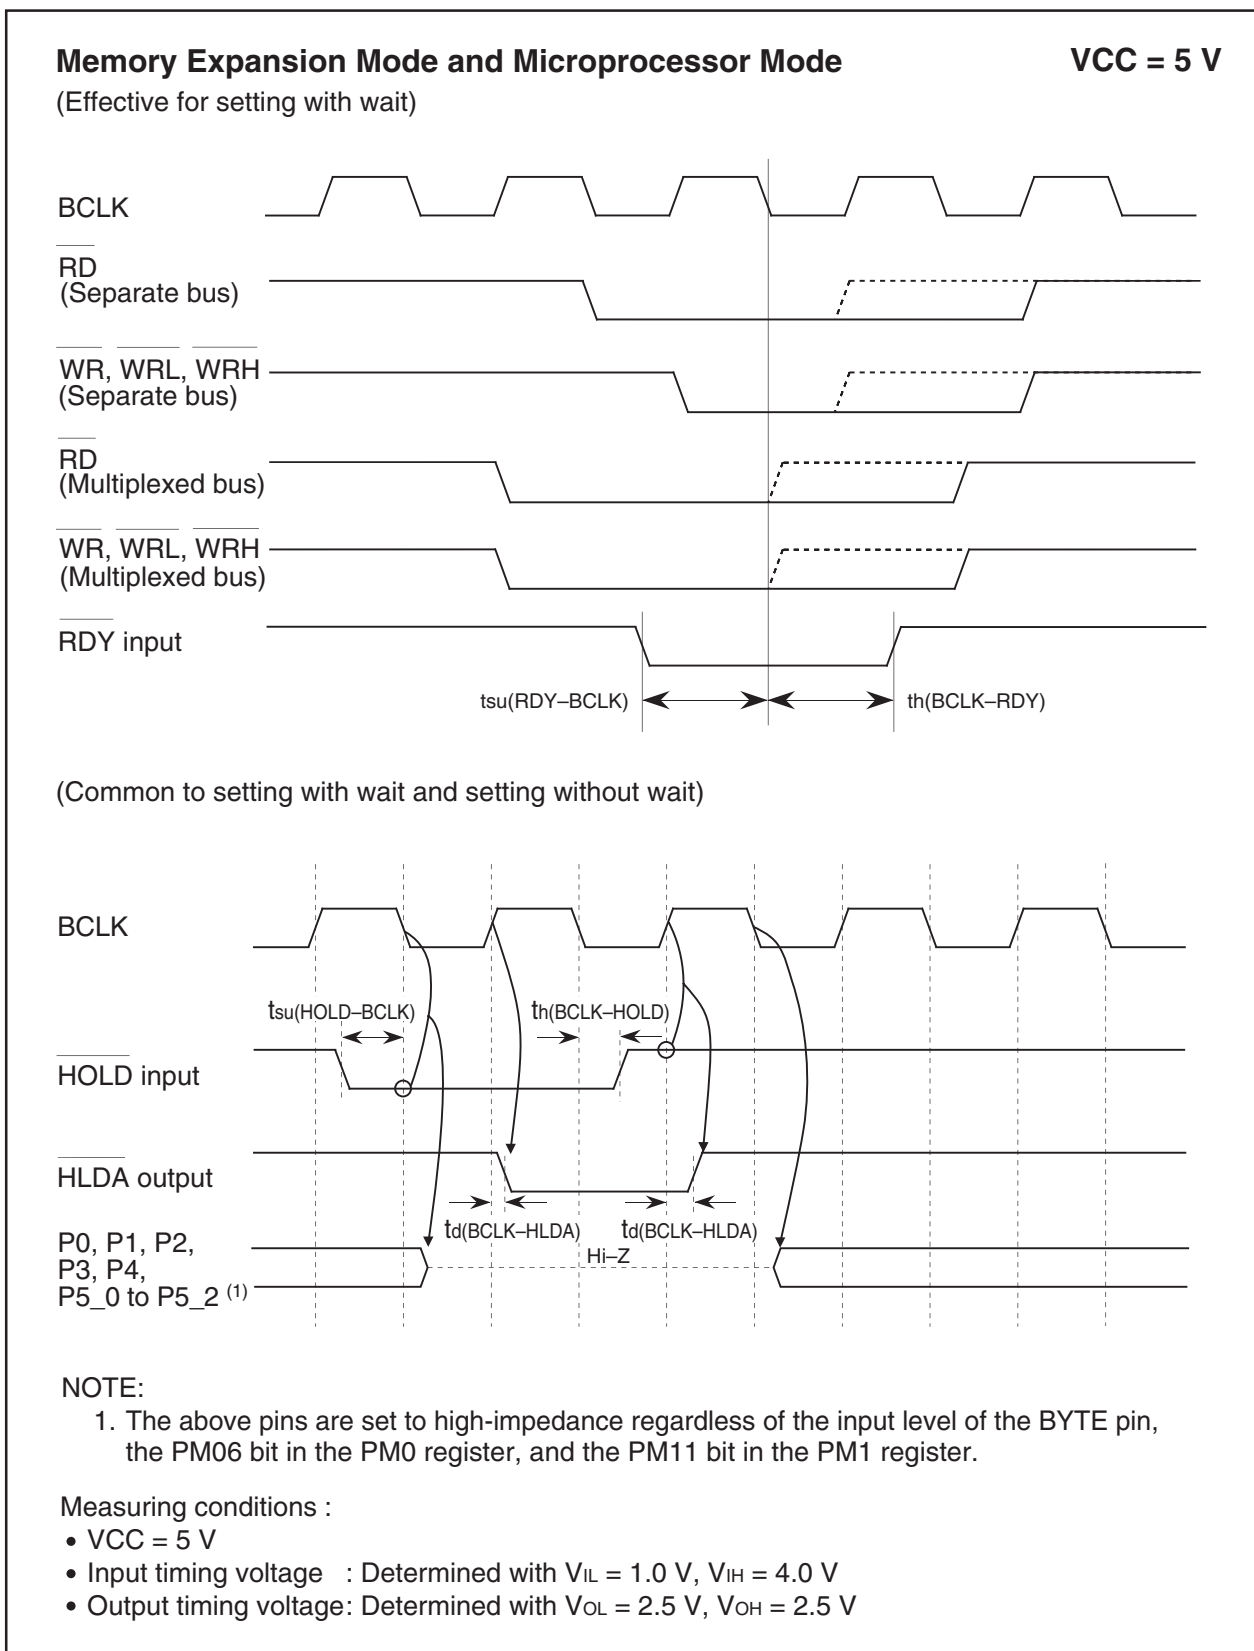 Memory Expansion Mode and Microprocessor Mode VCC = 5 V
(Effective for setting with wait)
BCLK
RD
(Separate bus)
WR, WRL, WRH
(Separate bus)
RD
(Multiplexed bus)
WR, WRL, WRH
(Multiplexed bus)
RDY input
tsu(RDY–BCLK) th(BCLK–RDY)
(Common to setting with wait and setting without wait)
BCLK
tsu(HOLD–BCLK) th(BCLK–HOLD)
HOLD input
HLDA output
td(BCLK–HLDA) td(BCLK–HLDA)
P0, P1, P2,
Hi–Z
P3, P4,
P5_0 to P5_2 (1)
NOTE:
1. The above pins are set to high-impedance regardless of the input level of the BYTE pin,
the PM06 bit in the PM0 register, and the PM11 bit in the PM1 register.
Measuring conditions :
• VCC = 5 V
• Input timing voltage : Determined with VIL = 1.0 V, VIH = 4.0 V
• Output timing voltage: Determined with VOL = 2.5 V, VOH = 2.5 V